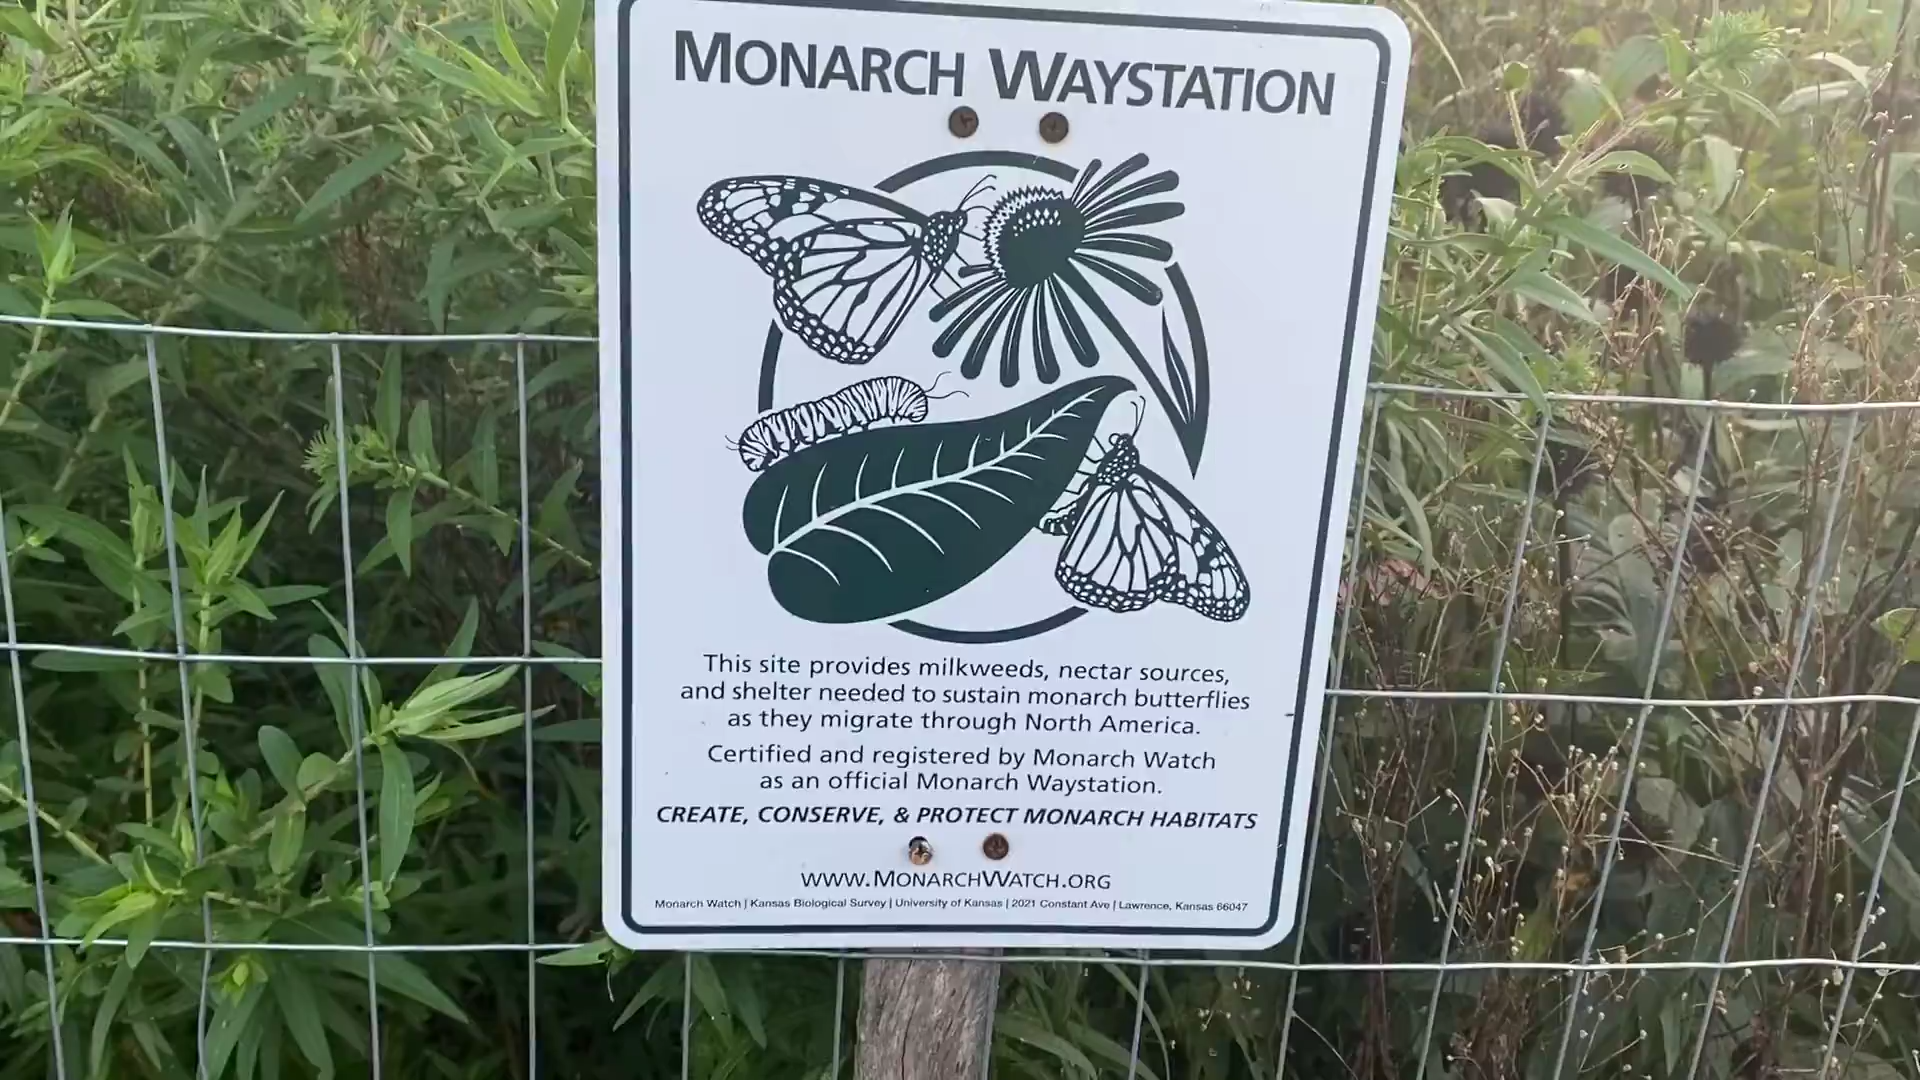 MONARCH WAYSTATION
This site provides milkweeds, nectar sources,
and shelter needed to sustain monarch butterflies
as they migrate through North America.
Certified and registered by Monarch Watch
as an official Monarch Waystation.
CREATE, CONSERVE, & PROTECT MONARCH HABITATS
WWW.MONARCHWATCH.ORG
Monarch Watch | Kansas Biological Survey | University of Kansas | 2021 Constant Ave | Lawrence, Kansas 66047